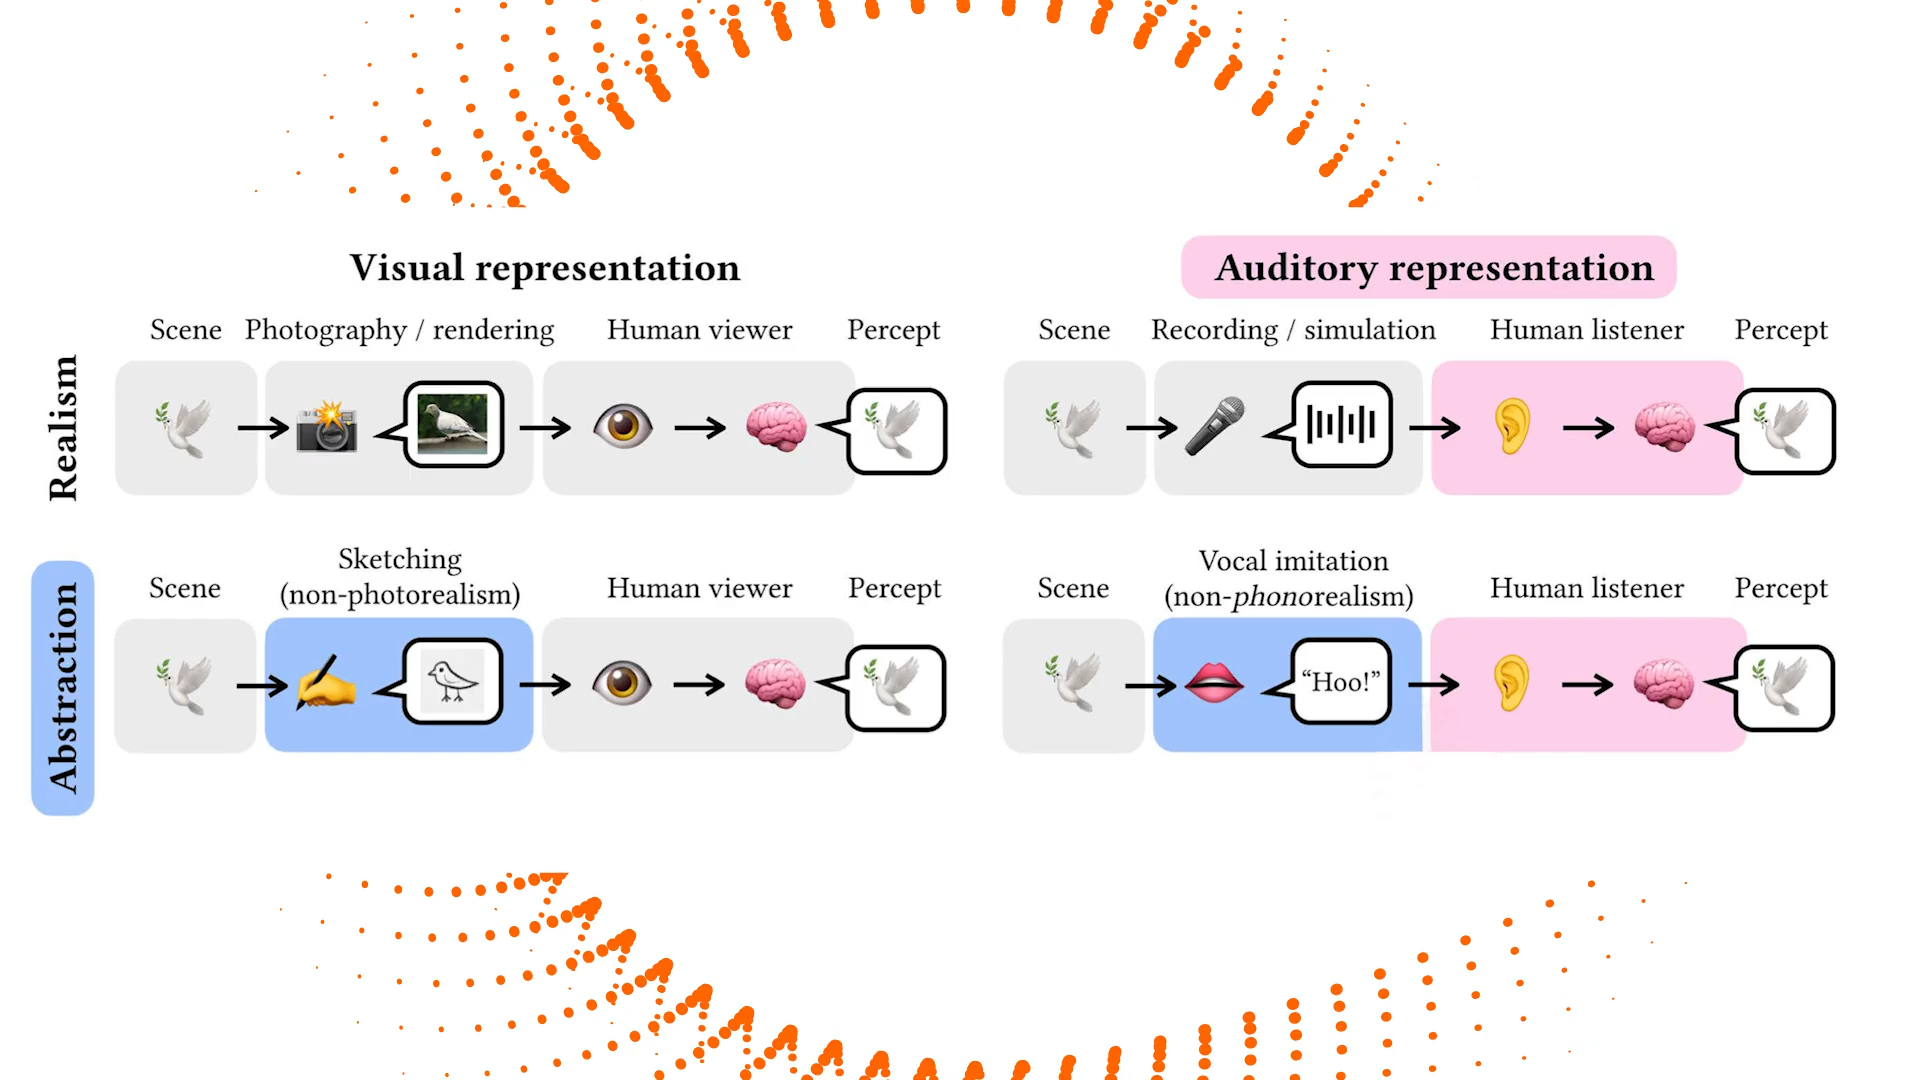 Visual representation
Auditory representation
Scene
Photography / rendering
Human viewer
Percept
Scene
Recording / simulation
Human listener
Percept
Realism
Sketching
(non-photorealism)
Scene
Human viewer
Percept
Vocal imitation
(non-phonorealism)
Scene
Human listener
Percept
Abstraction
“Hoo!”